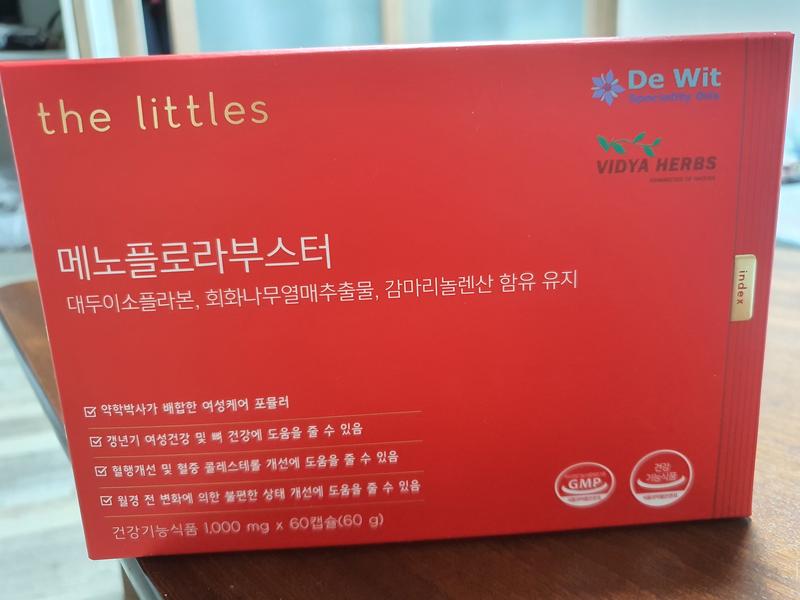 the littles
De Wit
Speciality Oils
VIDYA HERBS
메노플로라부스터
대두이소플라본, 회화나무열매추출물, 감마리놀렌산 함유 유지
index
약학박사가 배합한 여성케어 포뮬러
갱년기 여성건강 및 뼈 건강에 도움을 줄 수 있음
혈행개선 및 혈중 콜레스테롤 개선에 도움을 줄 수 있음
월경 전 변화에 의한 불편한 상태 개선에 도움을 줄 수 있음
건강기능식품 1,000 mg x 60캡슐(60 g)
GMP
건강
기능식품